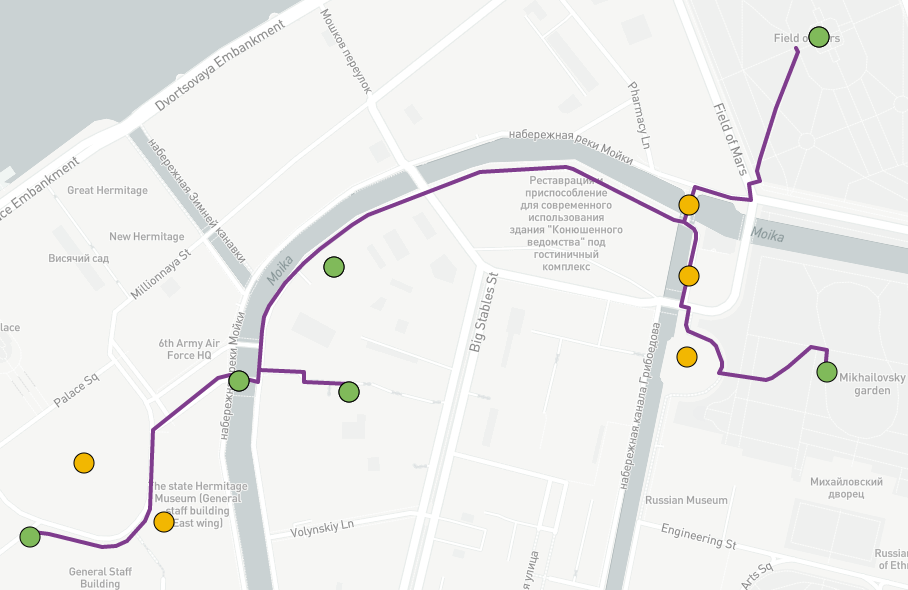 Мошков переулок
Field of Mars
Dvortsovaya Embankment
Pharmacy Ln
Field of Mars
набережная реки Мойки
набережная Зимней канавки
ce Embankment
Great Hermitage
Реставрация и
приспособление
для современного
использования
здания "Конюшенного
ведомства" под
гостиничный
комплекс
New Hermitage
Moika
Висячий сад
Millionnaya St
Moika
Big Stables St
lace
6th Army Air
Force HQ
набережная реки Мойки
набережная канала Грибоедова
Palace Sq
Mikhailovsky
garden
he state Hermitage
Museum (General
staff building
East wing)
Михайловский
дворец
Russian Museum
Volynskiy Ln
Engineering St
Russian
of Ethn
General Staff
Building
я улица
Arts Sq